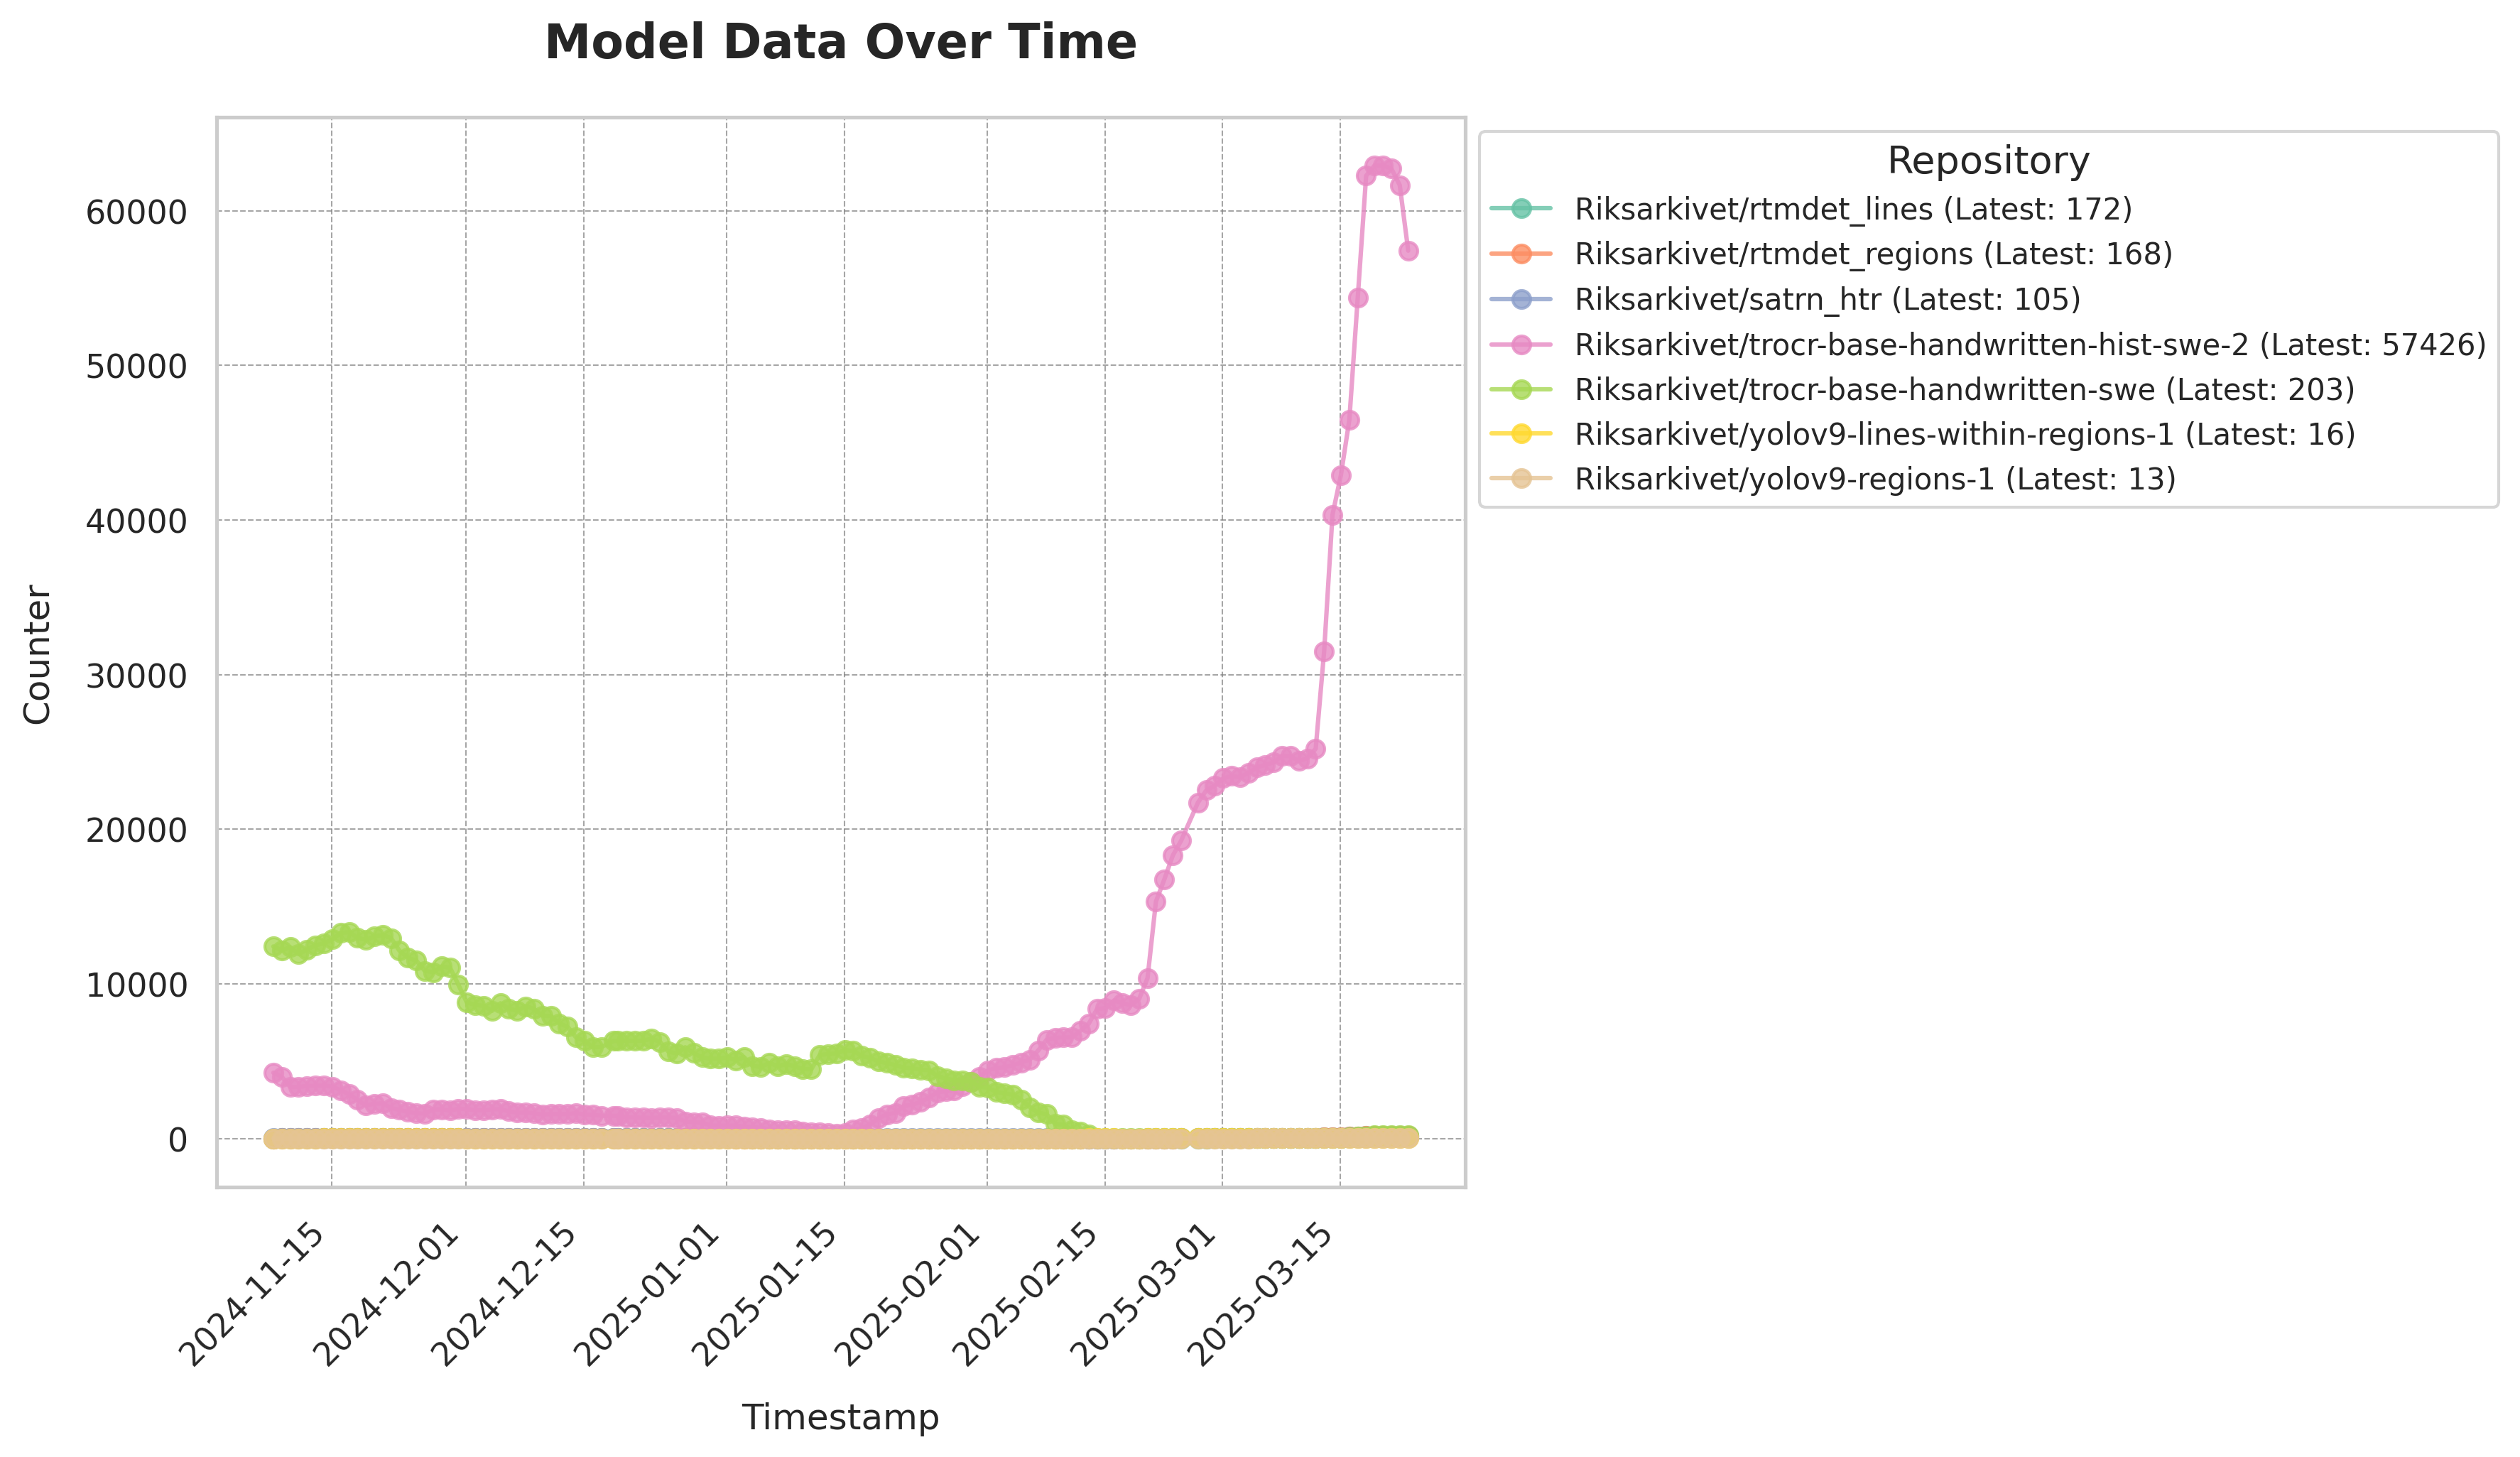 Model Data Over Time
Repository
Riksarkivet/rtmdet_lines (Latest: 172)
Riksarkivet/rtmdet_regions (Latest: 168)
Riksarkivet/satrn_htr (Latest: 105)
Riksarkivet/trocr-base-handwritten-hist-swe-2 (Latest: 57426)
Riksarkivet/trocr-base-handwritten-swe (Latest: 203)
Riksarkivet/yolov9-lines-within-regions-1 (Latest: 16)
Riksarkivet/yolov9-regions-1 (Latest: 13)
Counter
60000
50000
40000
30000
20000
10000
0
2024-11-15
2024-12-01
2024-12-15
2025-01-01
2025-01-15
2025-02-01
2025-02-15
2025-03-01
2025-03-15
Timestamp